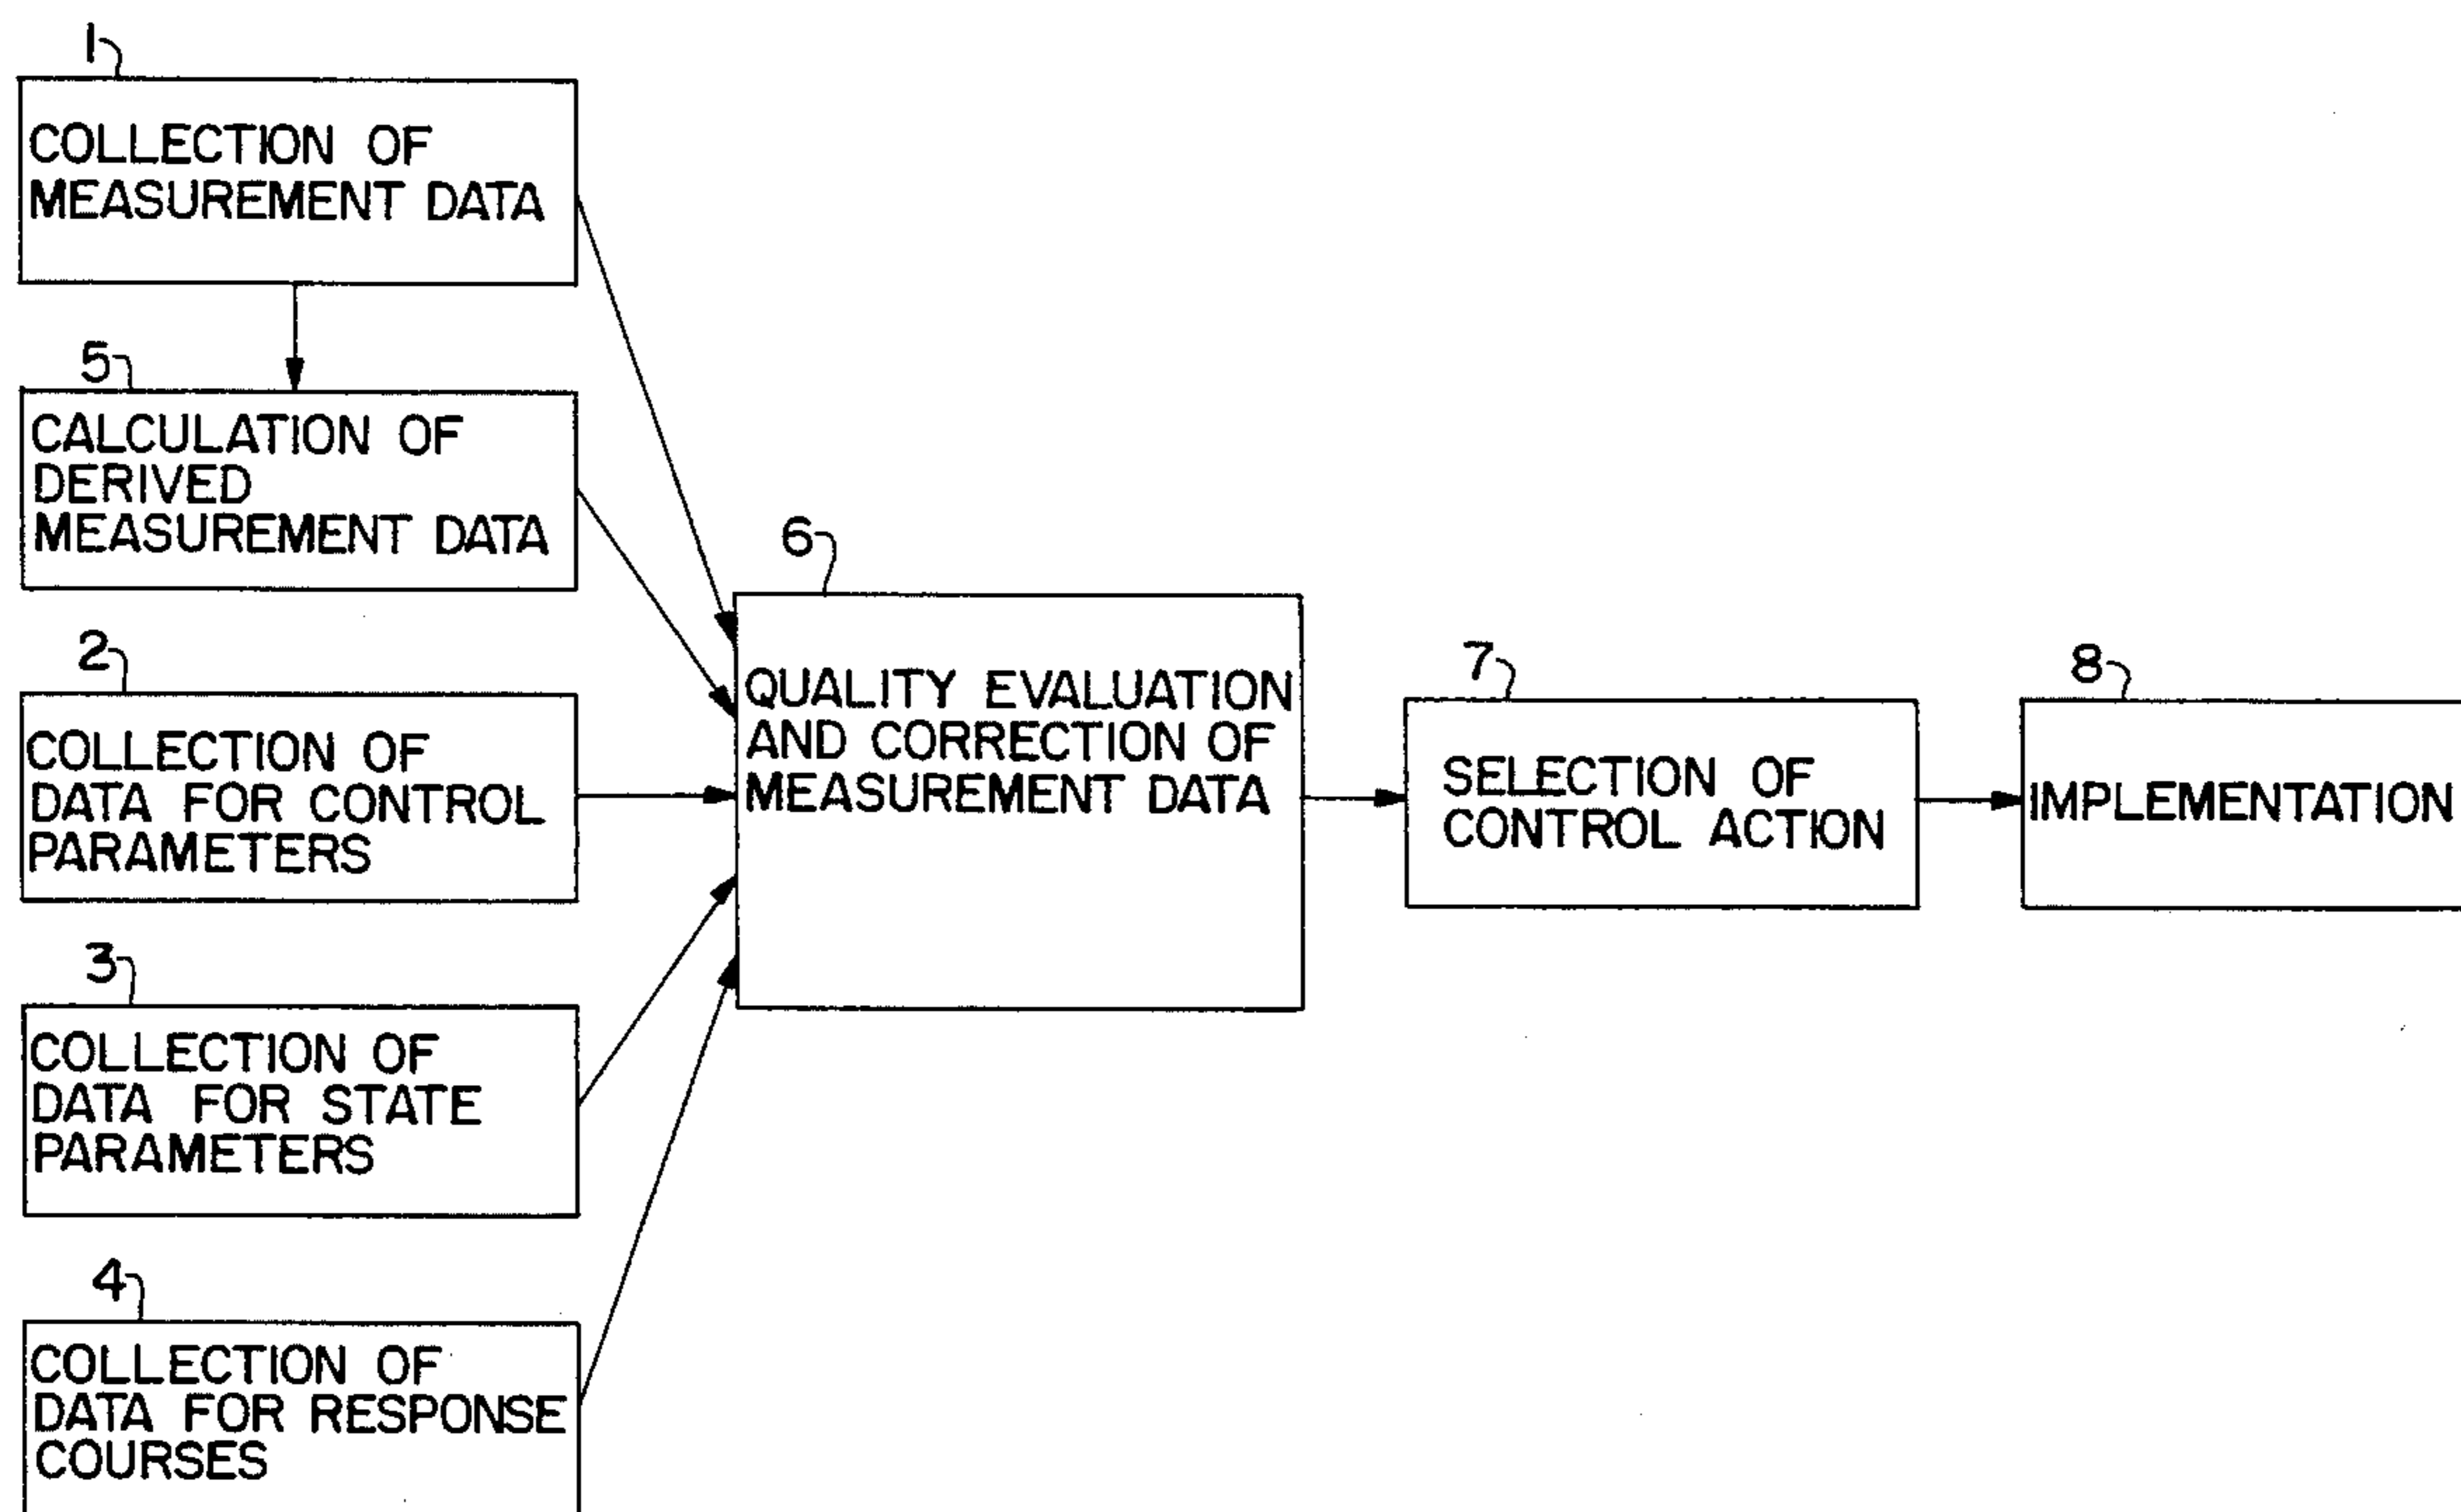 1
COLLECTION OF
MEASUREMENT DATA
5
CALCULATION OF
DERIVED
MEASUREMENT DATA
2
COLLECTION OF
DATA FOR CONTROL
PARAMETERS
3
COLLECTION OF
DATA FOR STATE
PARAMETERS
4
COLLECTION OF
DATA FOR RESPONSE
COURSES
6
QUALITY EVALUATION
AND CORRECTION OF
MEASUREMENT DATA
7
SELECTION OF
CONTROL ACTION
8
IMPLEMENTATION